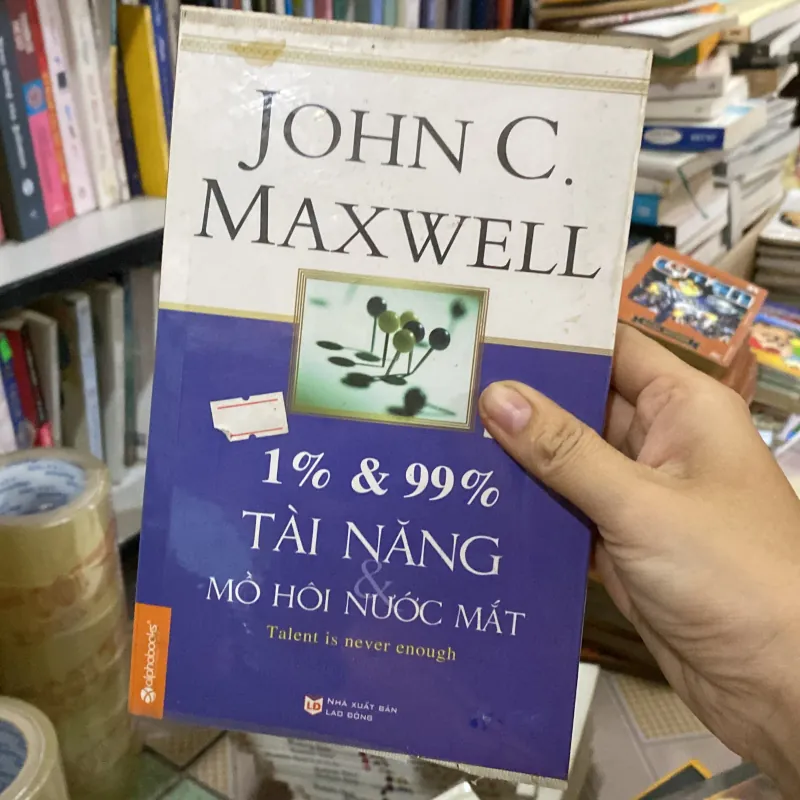 JOHN C.
MAXWELL
1% & 99%
TÀI NĂNG
&
MỒ HÔI NƯỚC MẮT
Talent is never enough
alphabooks
LĐ
NHÀ XUẤT BẢN
LAO ĐỘNG